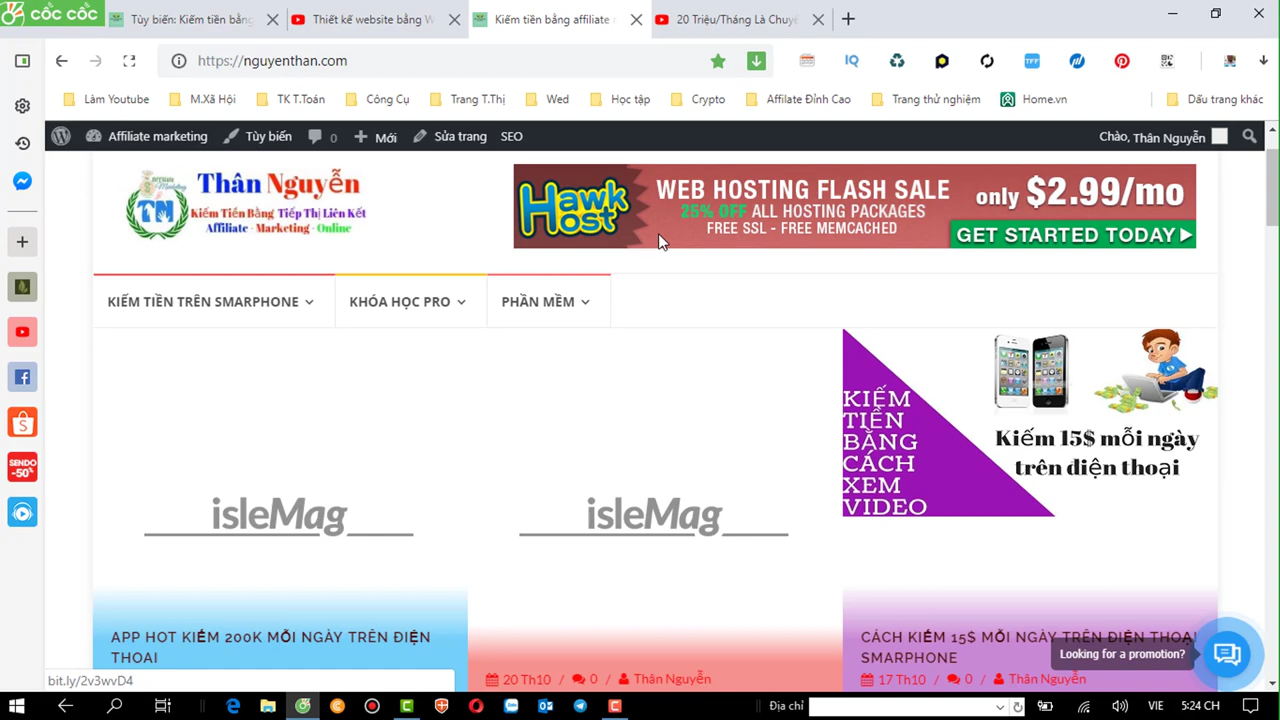 cốc cốc
Tùy biến: Kiếm tiền bằng
Thiết kế website bằng W
Kiếm tiền bằng affiliate
20 Triệu/Tháng Là Chuyệ
https://nguyenthan.com
IQ
TFF
Làm Youtube
M.Xã Hội
TK T.Toán
Công Cụ
Trang T.Thị
Wed
Học tập
Crypto
Affilate Đỉnh Cao
Trang thử nghiệm
Home.vn
Dấu trang khác
Affiliate marketing
Tùy biến
0
Mới
Sửa trang
SEO
Chào, Thân Nguyễn
TN
Thân Nguyễn
Kiếm Tiền Bằng Tiếp Thị Liên Kết
Affiliate - Marketing - Online
Hawk Host
WEB HOSTING FLASH SALE
25% OFF ALL HOSTING PACKAGES
FREE SSL - FREE MEMCACHED
only $2.99/mo
GET STARTED TODAY
KIẾM TIỀN TRÊN SMARPHONE
KHÓA HỌC PRO
PHẦN MỀM
SENDO
-50%
isleMag
isleMag
KIẾM
TIỀN
BẰNG
CÁCH
XEM
VIDEO
Kiếm 15$ mỗi ngày
trên điện thoại
APP HOT KIẾM 200K MỖI NGÀY TRÊN ĐIỆN
THOAI
20 Th10
0
Thân Nguyễn
CÁCH KIẾM 15$ MỖI NGÀY TRÊN ĐIỆN THOẠI
SMARPHONE
17 Th10
0
Thân Nguyễn
Looking for a promotion?
bit.ly/2v3wvD4
Địa chỉ
VIE
5:24 CH